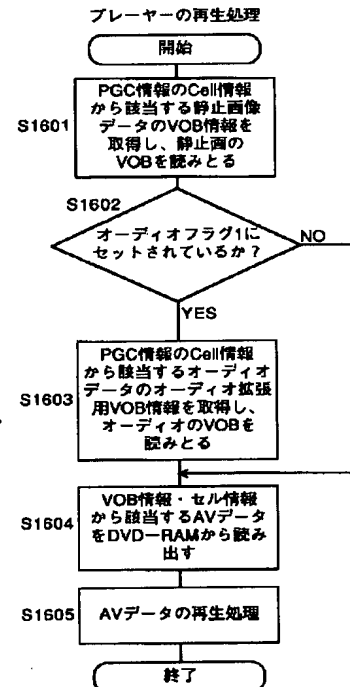 プレーヤーの再生処理
開始
S1601
PGC情報のCell情報
から該当する静止画像
データのVOB情報を
取得し、静止画の
VOBを読みとる
S1602
オーディオフラグ1に
セットされているか？
NO
YES
S1603
PGC情報のCell情報
から該当するオーディオ
データのオーディオ拡張
用VOB情報を取得し、
オーディオのVOBを
読みとる
S1604
VOB情報・セル情報
から該当するAVデータ
をDVD－RAMから読み
出す
S1605
AVデータの再生処理
終了